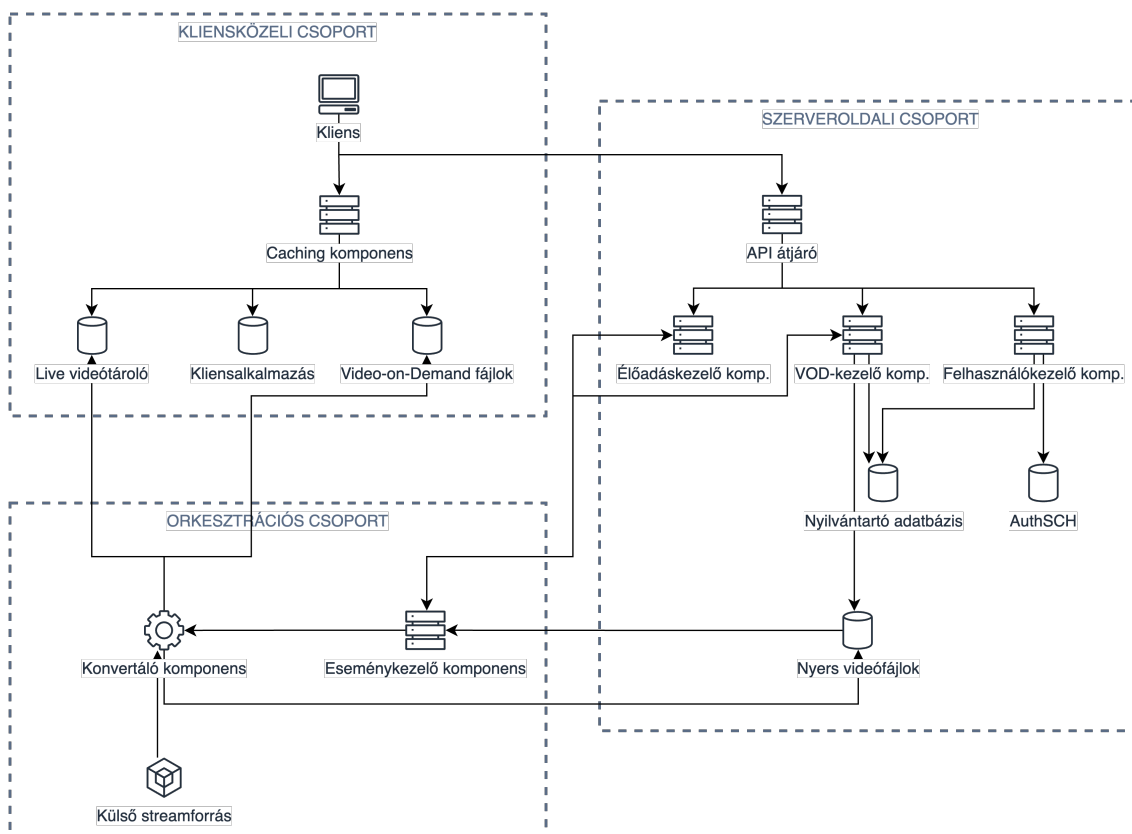 KLIENSKÖZELI CSOPORT
Kliens
Caching komponens
Live videótároló
Kliensalkalmazás
Video-on-Demand fájlok
SZERVEROLDALI CSOPORT
API átjáró
Élőadáskezelő komp.
VOD-kezelő komp.
Felhasználókezelő komp.
Nyilvántartó adatbázis
AuthSCH
Nyers videófájlok
ORKESZTRÁCIÓS CSOPORT
Konvertáló komponens
Eseménykezelő komponens
Külső streamforrás